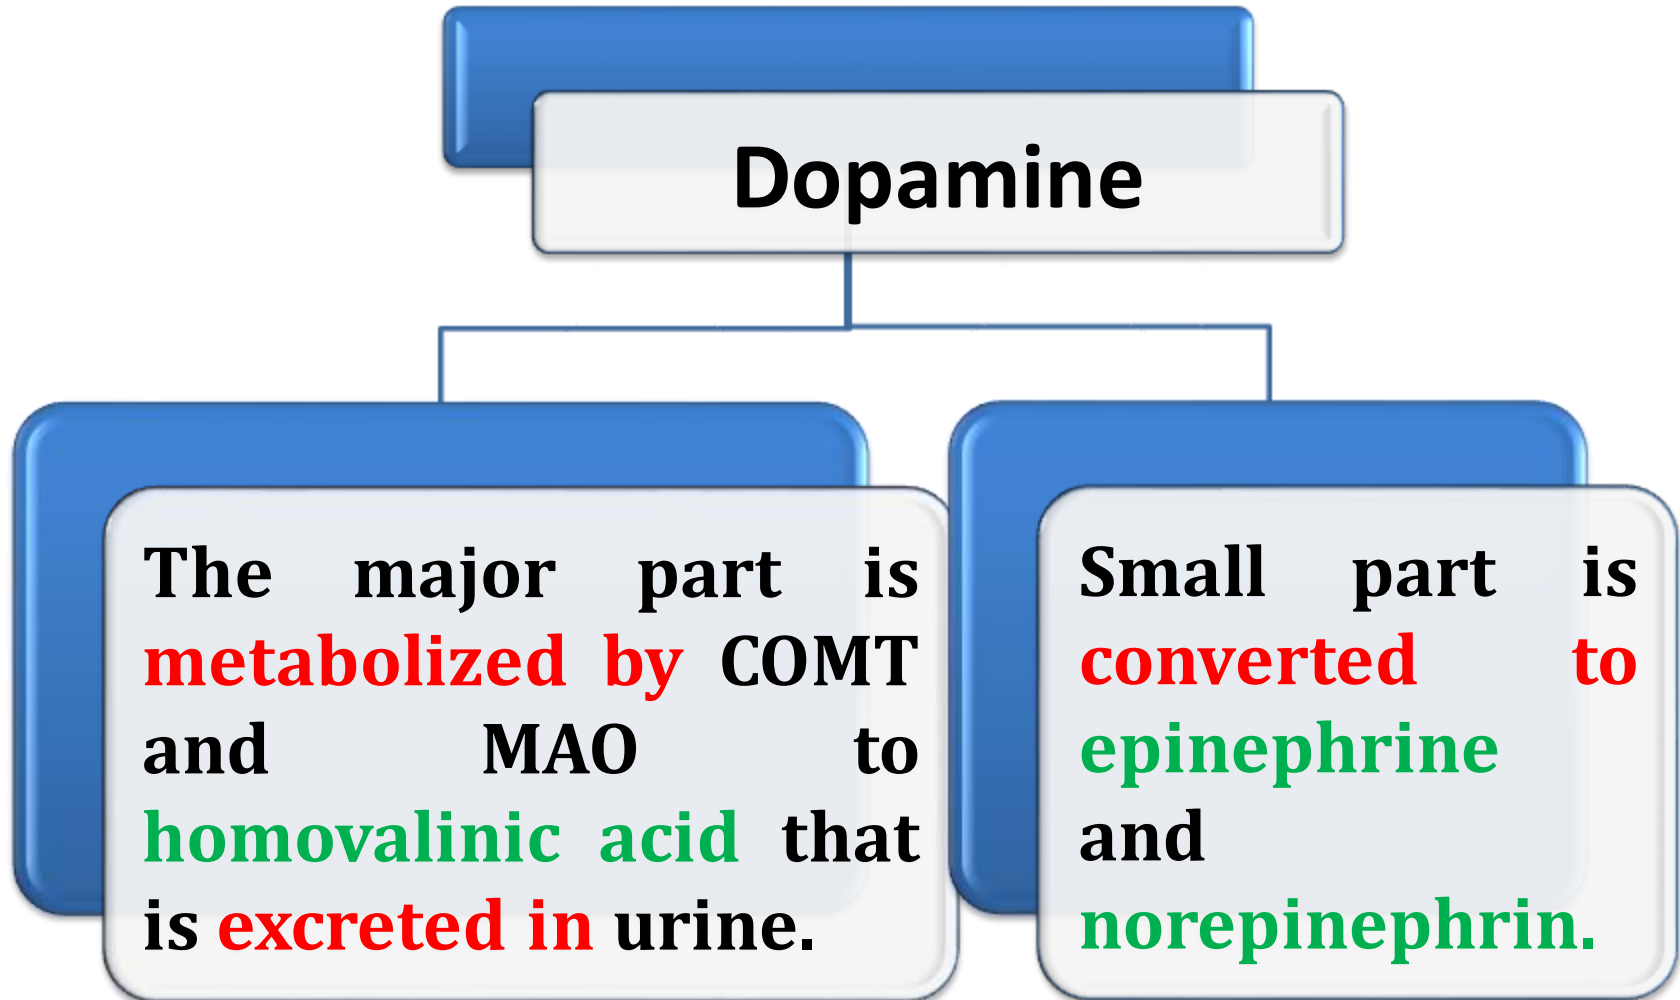 Dopamine
The major part is
metabolized by COMT
and MAO to
homovalinic acid that
is excreted in urine.
Small part is
converted to
epinephrine
and
norepinephrin.